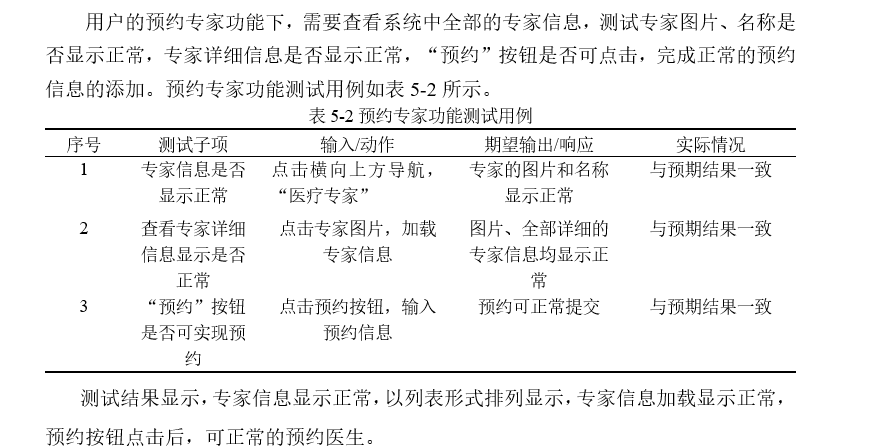 用户的预约专家功能下，需要查看系统中全部的专家信息，测试专家图片、名称是
否显示正常，专家详细信息是否显示正常，“预约”按钮是否可点击，完成正常的预约
信息的添加。预约专家功能测试用例如表 5-2 所示。
表 5-2 预约专家功能测试用例
序号 测试子项 输入/动作 期望输出/响应 实际情况
1 专家信息是否 点击横向上方导航， 专家的图片和名称 与预期结果一致
显示正常 “医疗专家” 显示正常
2 查看专家详细 点击专家图片，加载 图片、全部详细的 与预期结果一致
信息显示是否 专家信息 专家信息均显示正
正常 常
3 “预约”按钮 点击预约按钮，输入 预约可正常提交 与预期结果一致
是否可实现预 预约信息
约
测试结果显示，专家信息显示正常，以列表形式排列显示，专家信息加载显示正常，
预约按钮点击后，可正常的预约医生。